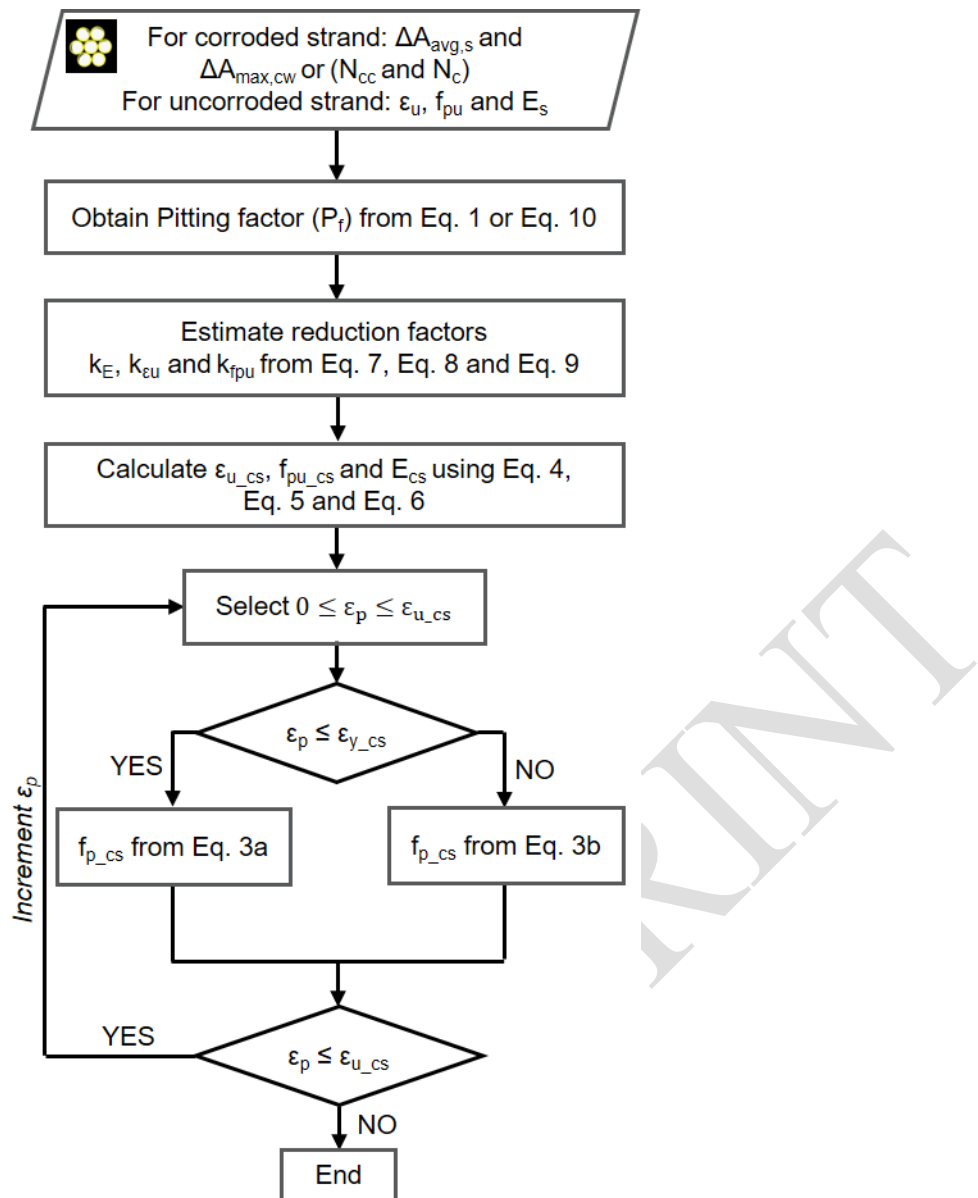 For corroded strand: ΔA_avg,s and
ΔA_max,cw or (N_cc and N_c)
For uncorroded strand: ε_u, f_pu and E_s
Obtain Pitting factor (P_f) from Eq. 1 or Eq. 10
Estimate reduction factors
k_E, k_εu and k_fpu from Eq. 7, Eq. 8 and Eq. 9
Calculate ε_u_cs, f_pu_cs and E_cs using Eq. 4,
Eq. 5 and Eq. 6
Select 0 ≤ ε_p ≤ ε_u_cs
ε_p ≤ ε_y_cs
YES
NO
f_p_cs from Eq. 3a
f_p_cs from Eq. 3b
Increment ε_p
YES
ε_p ≤ ε_u_cs
NO
End